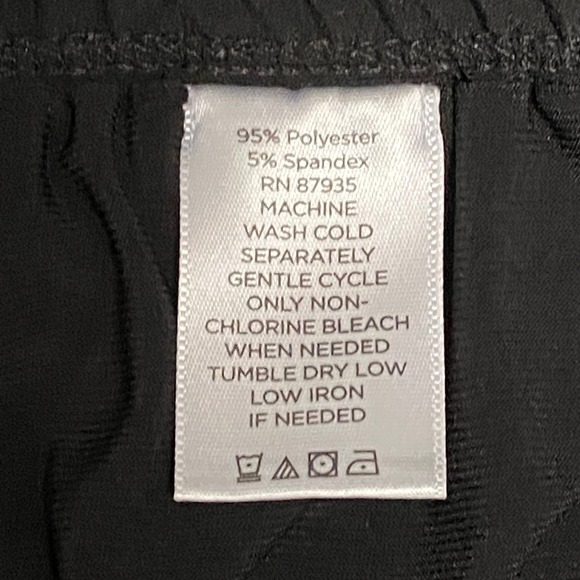 95% Polyester
5% Spandex
RN 87935
MACHINE
WASH COLD
SEPARATELY
GENTLE CYCLE
ONLY NON-
CHLORINE BLEACH
WHEN NEEDED
TUMBLE DRY LOW
LOW IRON
IF NEEDED